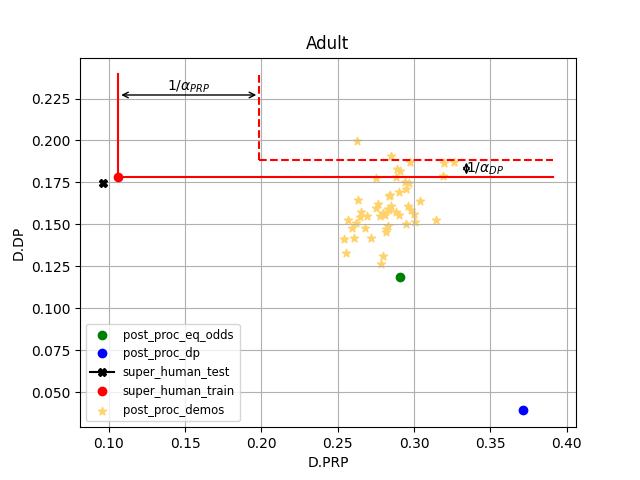 Adult
1/α_PRP
1/α_DP
0.225
0.200
0.175
0.150
0.125
0.100
0.075
0.050
D.DP
post_proc_eq_odds
post_proc_dp
super_human_test
super_human_train
post_proc_demos
0.10 0.15 0.20 0.25 0.30 0.35 0.40
D.PRP